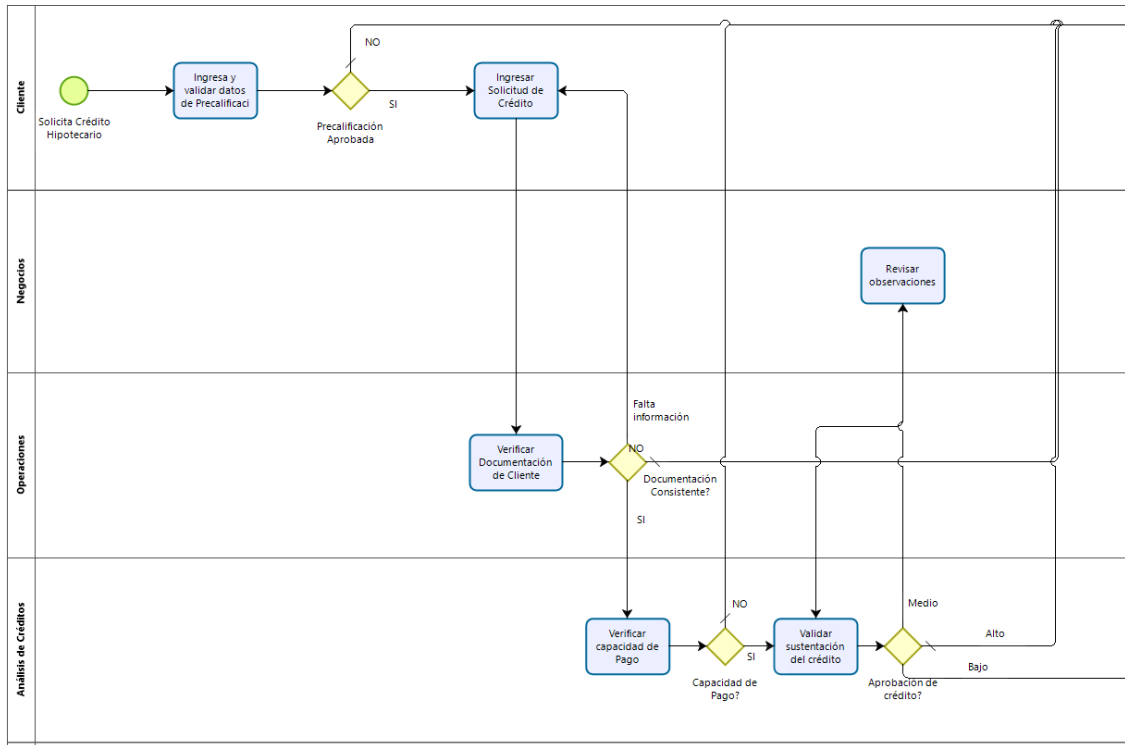 Cliente
Solicita Crédito
Hipotecario
Ingresa y
validar datos
de Precalificaci
NO
SI
Precalificación
Aprobada
Ingresar
Solicitud de
Crédito
Negocios
Revisar
observaciones
Operaciones
Verificar
Documentación
de Cliente
Falta
información
NO
Documentación
Consistente?
SI
Análisis de Créditos
Verificar
capacidad de
Pago
NO
SI
Capacidad de
Pago?
Validar
sustentación
del crédito
Medio
Alto
Bajo
Aprobación de
crédito?